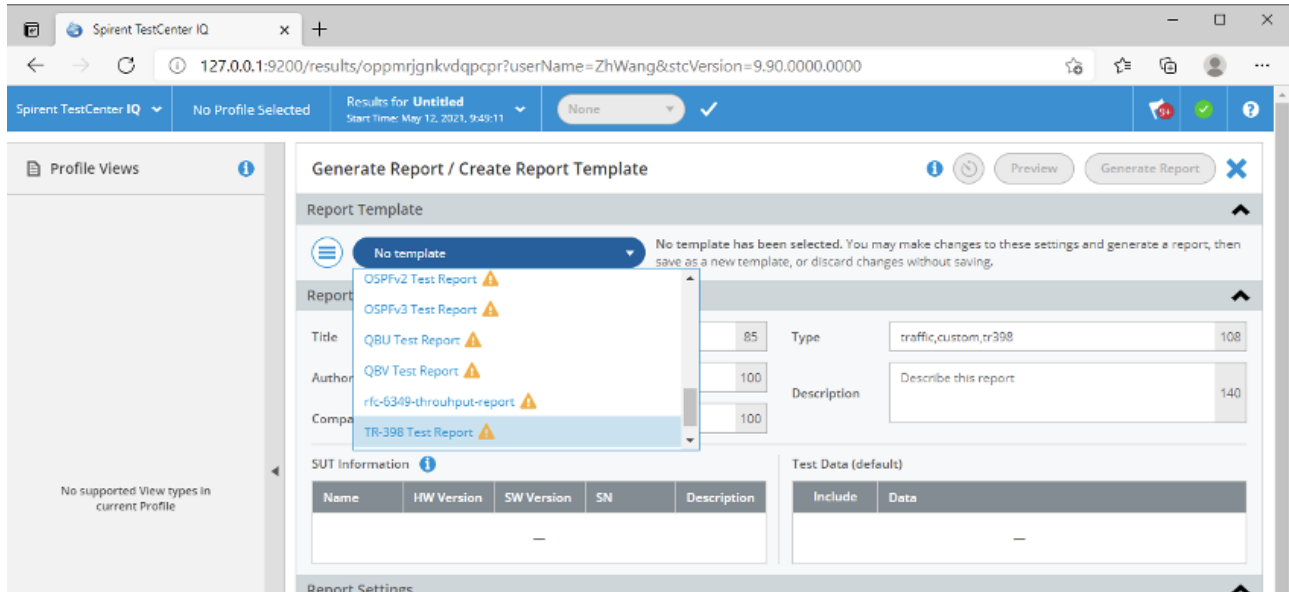 Spirent TestCenter IQ
127.0.0.1:9200/results/oppmrjgnkvdqpcpr?userName=ZhWang&stcVersion=9.90.0000.0000
Spirent TestCenter IQ
No Profile Selected
Results for Untitled
Start Time: May 12, 2021, 9:49:11
None
9+
Profile Views
Generate Report / Create Report Template
Preview
Generate Report
Report Template
No template
No template has been selected. You may make changes to these settings and generate a report, then
save as a new template, or discard changes without saving.
OSPFv2 Test Report
Report
OSPFv3 Test Report
Title
QBU Test Report
85
Type
traffic,custom,tr398
108
Author
QBV Test Report
100
Description
Describe this report
140
rfc-6349-throuhput-report
Compa
100
TR-398 Test Report
SUT Information
Test Data (default)
Name
HW Version
SW Version
SN
Description
Include
Data
—
—
No supported View types in
current Profile
Report Settings